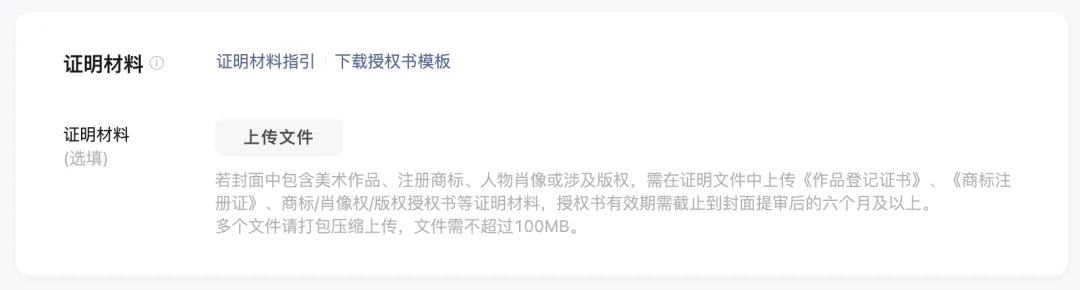 证明材料 证明材料指引 下载授权书模板
证明材料 上传文件
(选填)
若封面中包含美术作品、注册商标、人物肖像或涉及版权，需在证明文件中上传《作品登记证书》、《商标注
册证》、商标/肖像权/版权授权书等证明材料，授权书有效期需截止到封面提审后的六个月及以上。
多个文件请打包压缩上传，文件需不超过100MB。